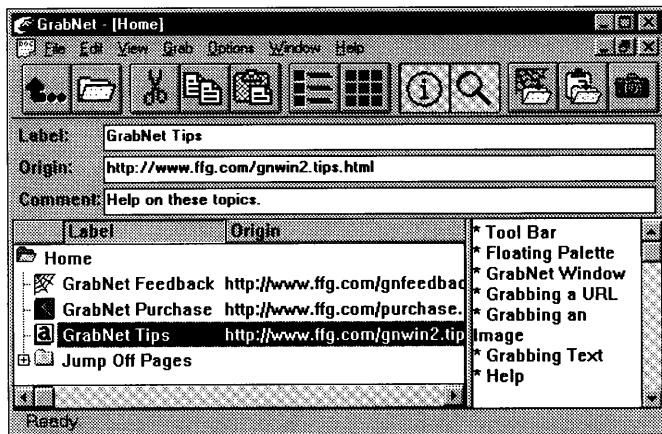 GrabNet - [Home]
File Edit View Grab Options Window Help
Label: GrabNet Tips
Origin: http://www.ffg.com/gnwin2.tips.html
Comment: Help on these topics.
Label Origin
Home
GrabNet Feedback http://www.ffg.com/gnfeedbac
GrabNet Purchase http://www.ffg.com/purchase.
a GrabNet Tips http://www.ffg.com/gnwin2.tip
Jump Off Pages
* Tool Bar
* Floating Palette
* GrabNet Window
* Grabbing a URL
* Grabbing an
Image
* Grabbing Text
* Help
Ready